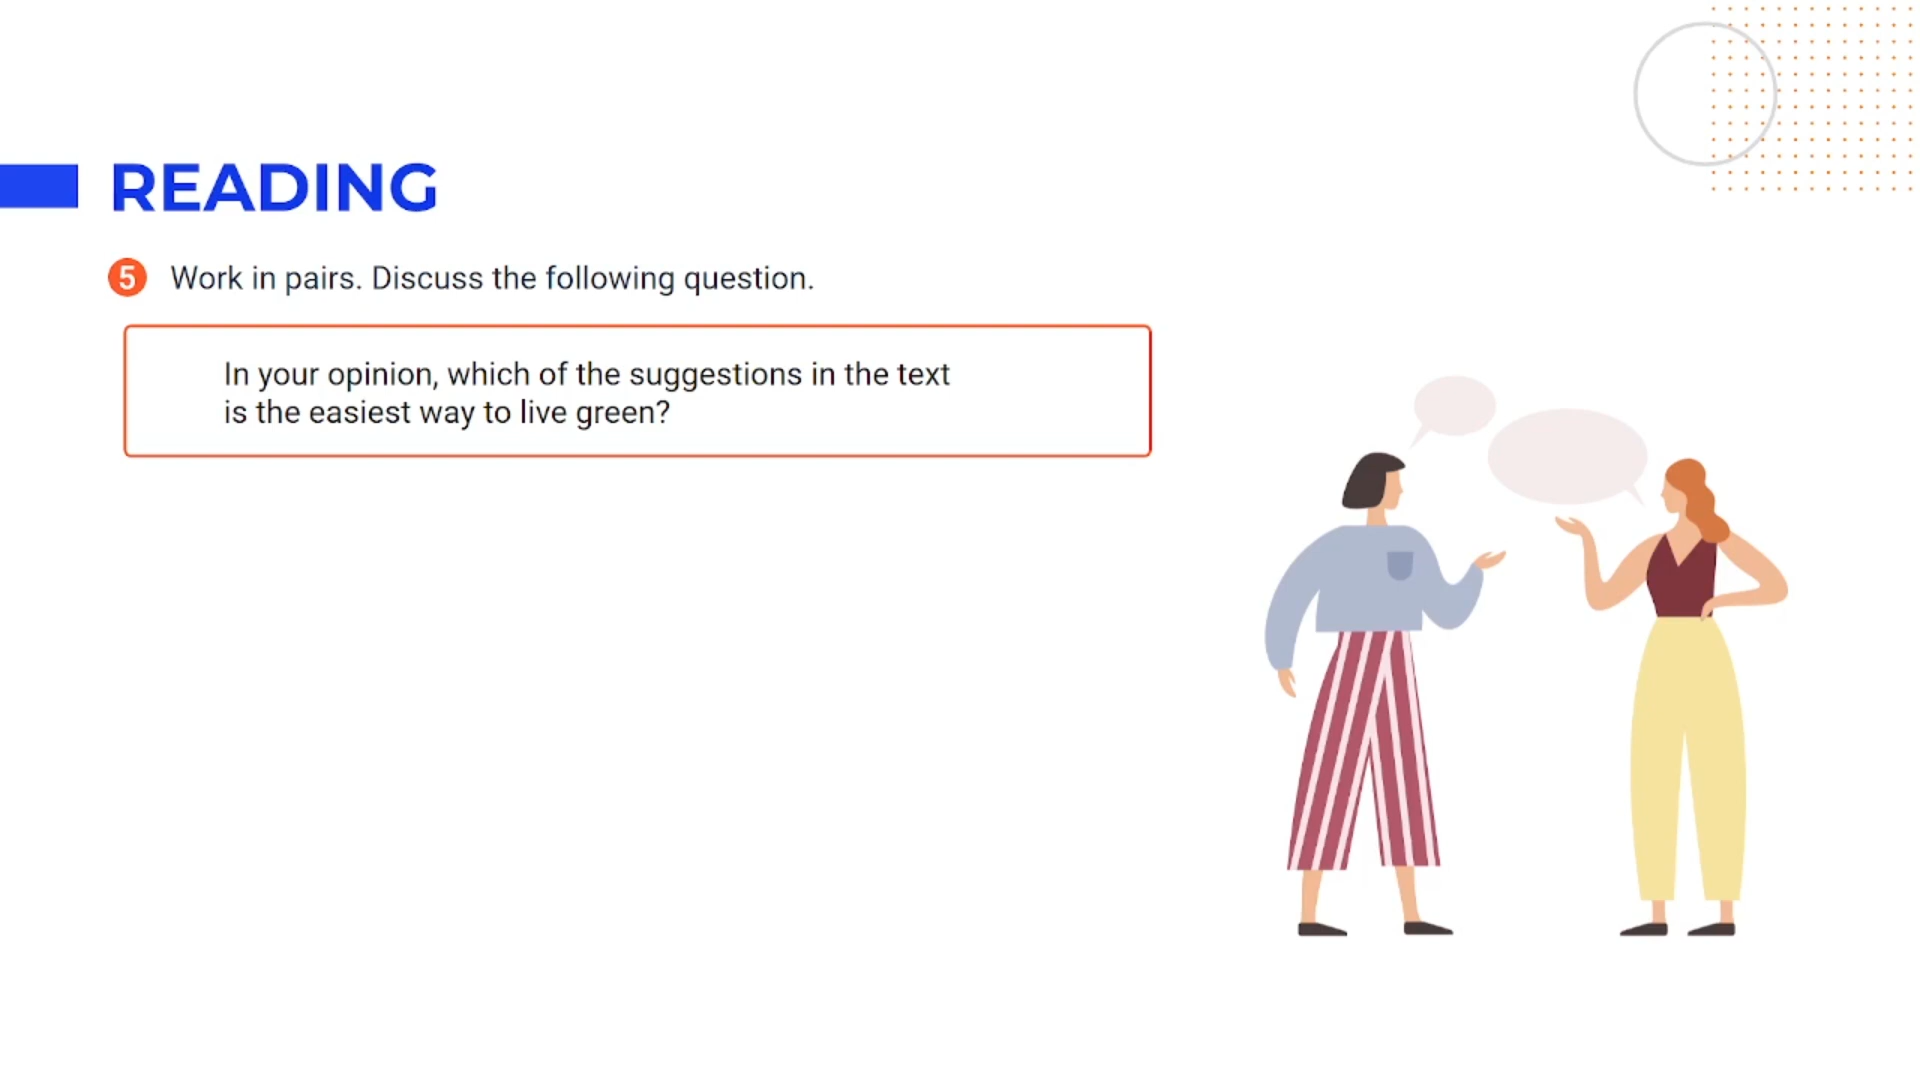 READING
5 Work in pairs. Discuss the following question.
In your opinion, which of the suggestions in the text
is the easiest way to live green?